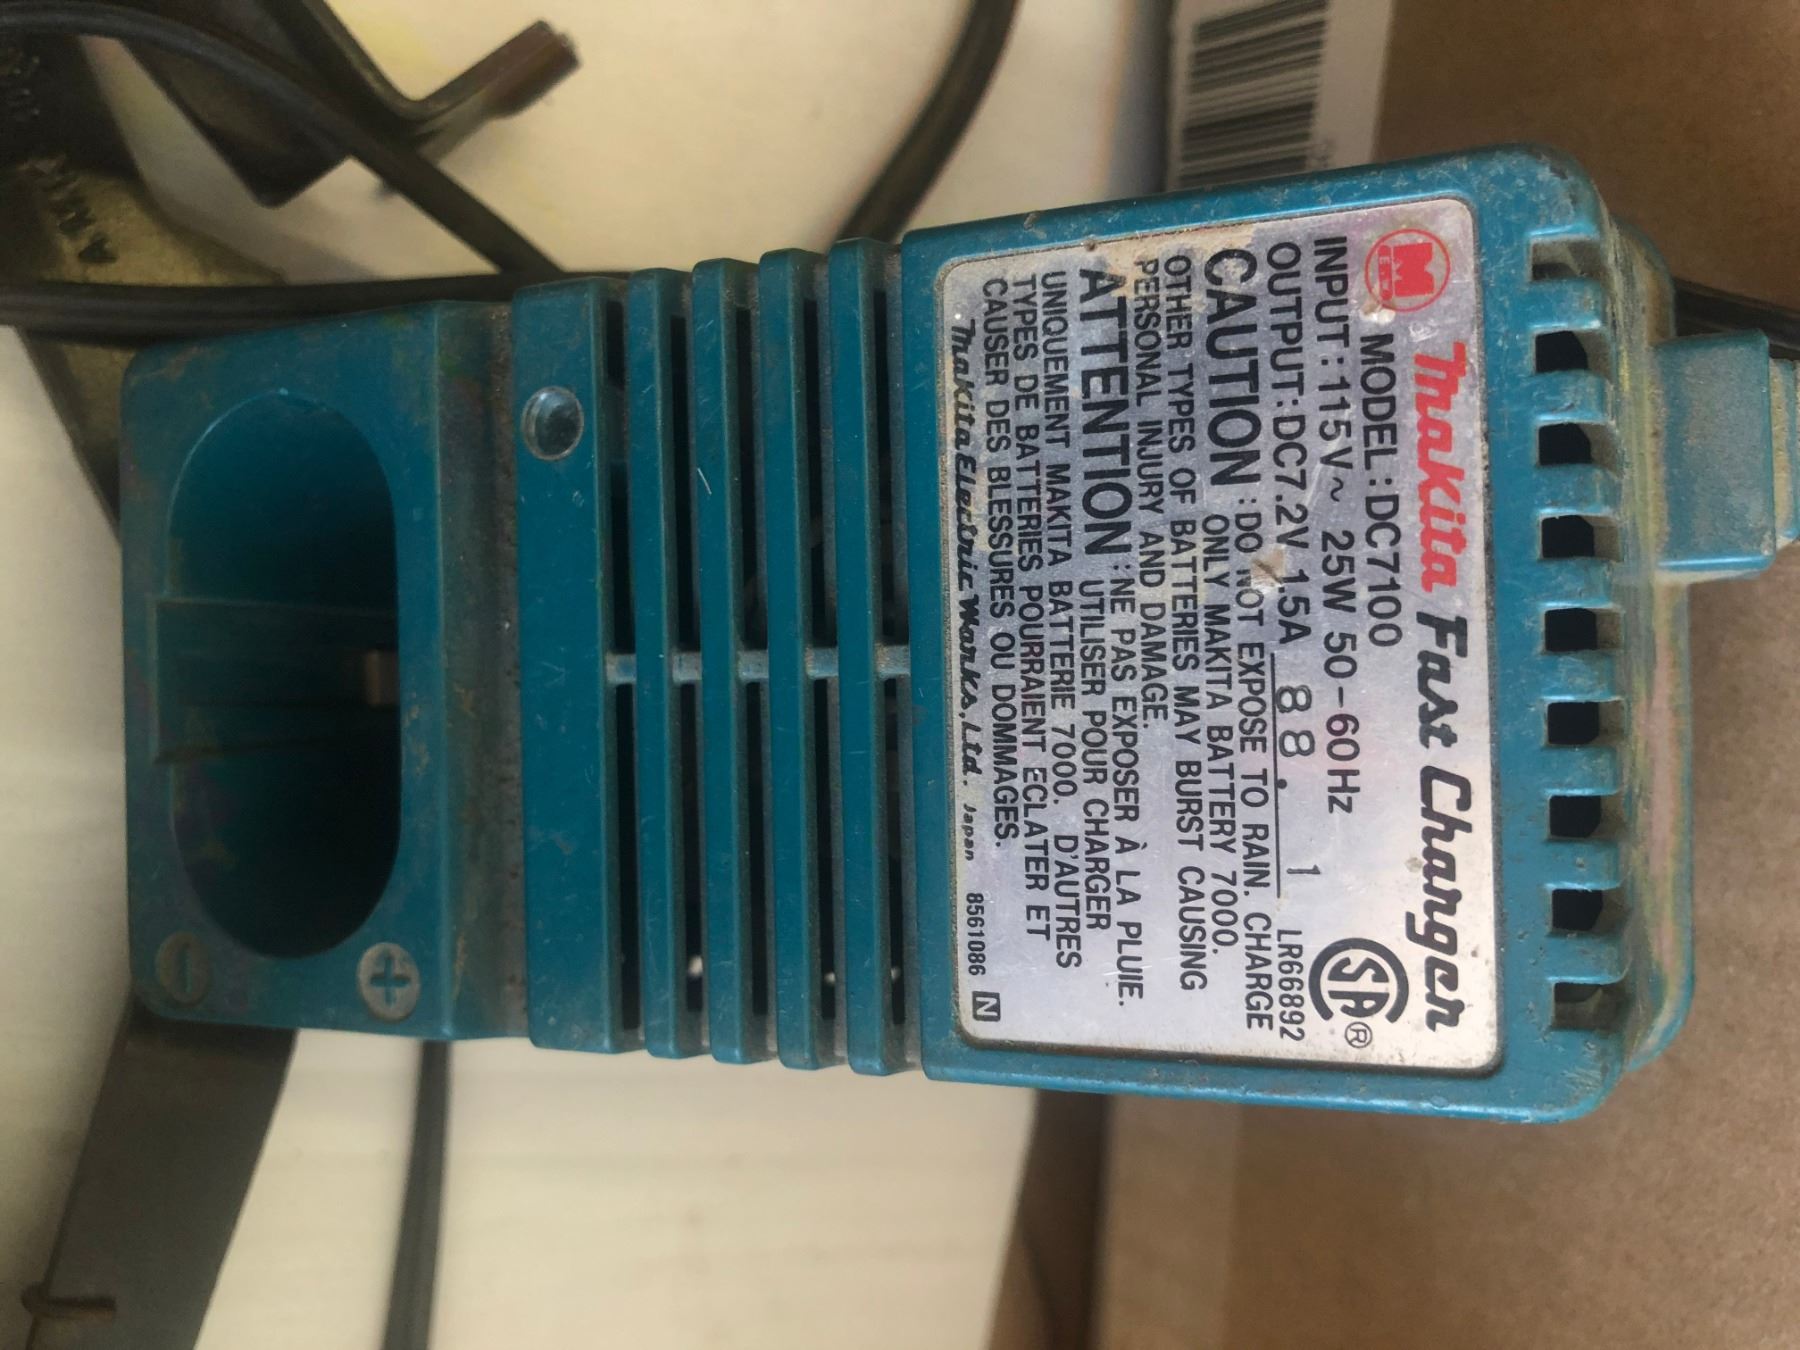 Makita Fast Charger
M
MODEL:DC7100
INPUT:115V~ 25W 50-60Hz
OUTPUT:DC7.2V 1.5A 88. 1
SA®
LR666892
CAUTION:DO NOT EXPOSE TO RAIN. CHARGE
ONLY MAKITA BATTERY 7000.
OTHER TYPES OF BATTERIES MAY BURST CAUSING
PERSONAL INJURY AND DAMAGE.
ATTENTION:NE PAS EXPOSER À LA PLUIE.
UTILISER POUR CHARGER
UNIQUEMENT MAKITA BATTERIE 7000. D'AUTRES
TYPES DE BATTERIES POURRAIENT ECLATER ET
CAUSER DES BLESSURES OU DOMMAGES.
Makita Electric Works, Ltd. Japan 8561086 N
- +